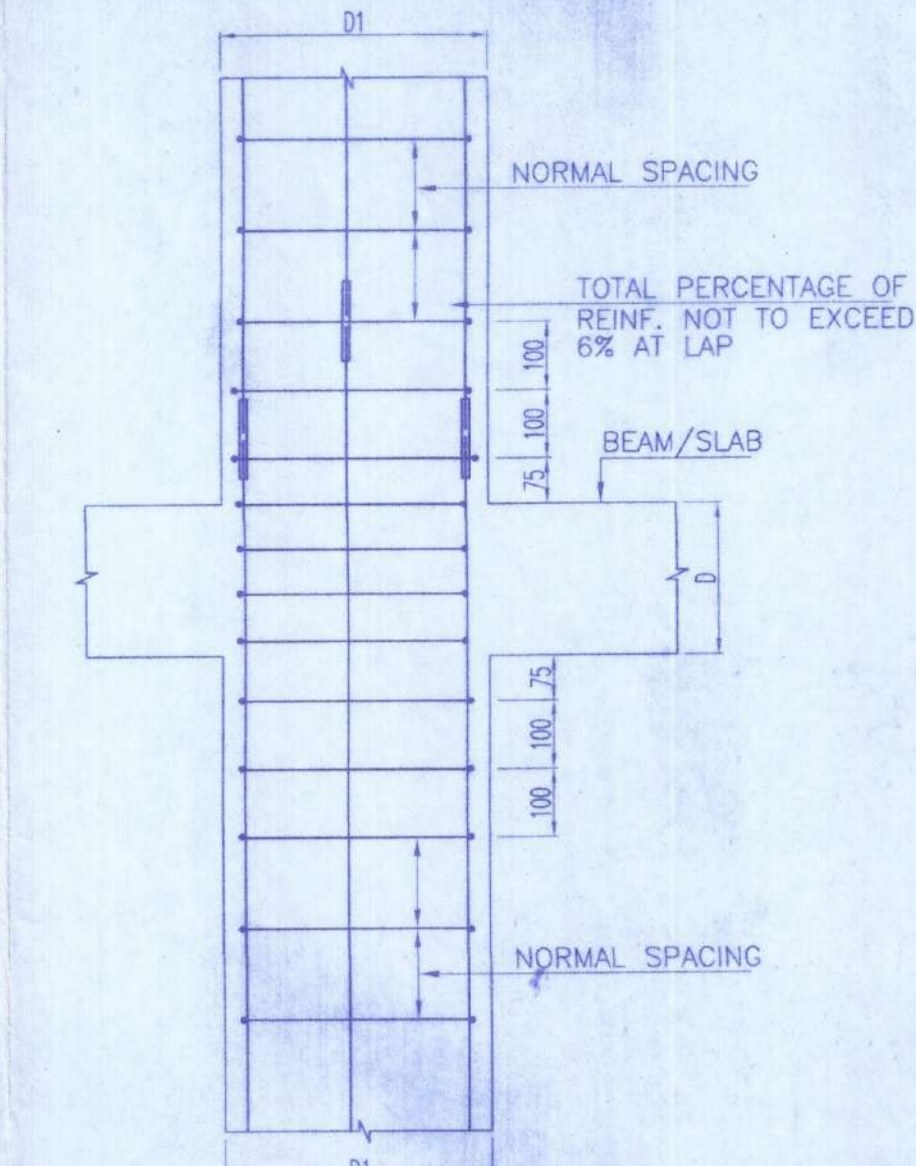 D1
NORMAL SPACING
TOTAL PERCENTAGE OF
REINF. NOT TO EXCEED
6% AT LAP
100
100
75
BEAM/SLAB
D
75
100
100
NORMAL SPACING
D1